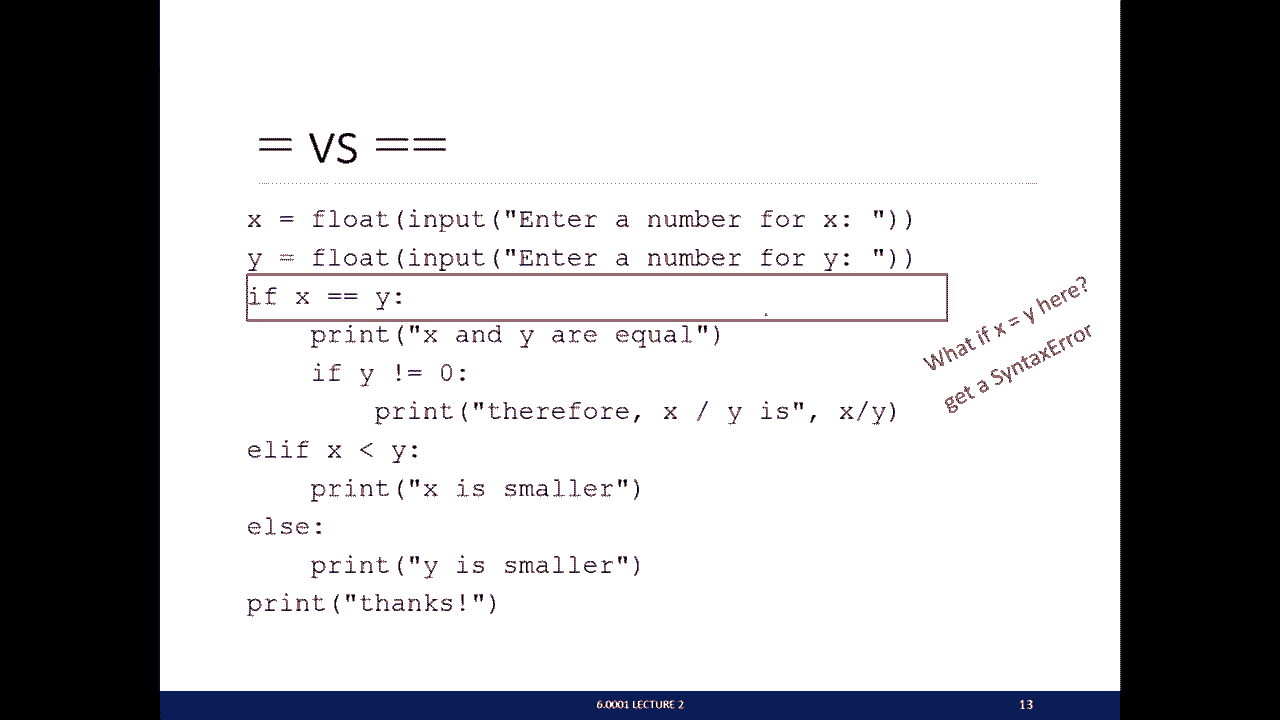 = VS ==
x = float(input("Enter a number for x: "))
y = float(input("Enter a number for y: "))
if x == y:
    print("x and y are equal")
    if y != 0:
        print("therefore, x / y is", x/y)
elif x < y:
    print("x is smaller")
else:
    print("y is smaller")
print("thanks!")
What if x = y here?
get a SyntaxError
6.0001 LECTURE 2
13